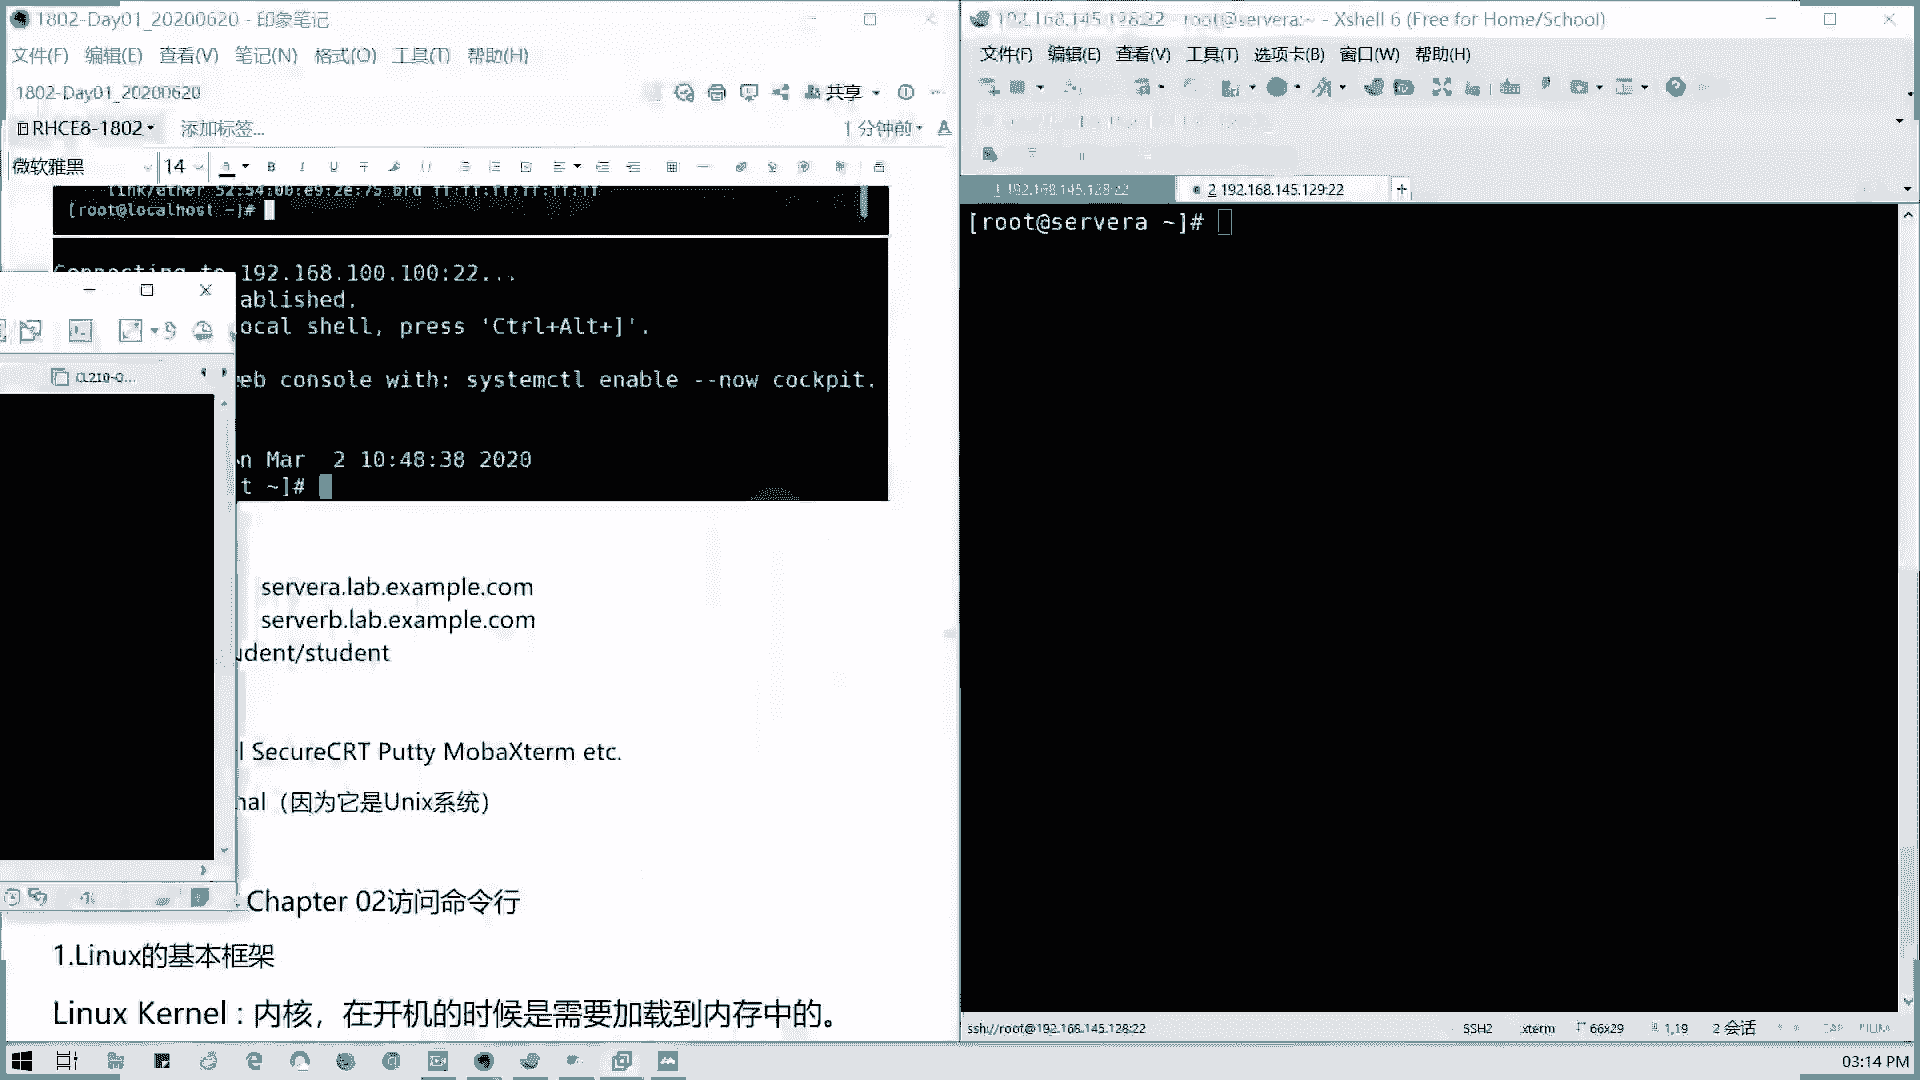 1802-Day01_20200620 - 印象笔记
文件(F) 编辑(E) 查看(V) 笔记(N) 格式(O) 工具(T) 帮助(H)
1802-Day01_20200620
共享
RHCE8-1802 添加标签...
1 分钟前
微软雅黑 14
link/ether 52:54:00:e9:2e:75 brd ff:ff:ff:ff:ff:ff
[root@localhost ~]#
Connecting to 192.168.100.100:22...
ablished.
ocal shell, press 'Ctrl+Alt+]'.
eb console with: systemctl enable --now cockpit.
n Mar  2 10:48:38 2020
t ~]#
CL210-O...
servera.lab.example.com
serverb.lab.example.com
udent/student
l SecureCRT Putty MobaXterm etc.
nal（因为它是Unix系统）
Chapter 02访问命令行
1.Linux的基本框架
Linux Kernel : 内核，在开机的时候是需要加载到内存中的。
192.168.145.128:22 - root@servera:~ - Xshell 6 (Free for Home/School)
文件(F) 编辑(E) 查看(V) 工具(T) 选项卡(B) 窗口(W) 帮助(H)
1 192.168.145.128:22
2 192.168.145.129:22
[root@servera ~]#
ssh://root@192.168.145.128:22
SSH2 xterm 66x29 1,19 2 会话 CAP NUM
03:14 PM